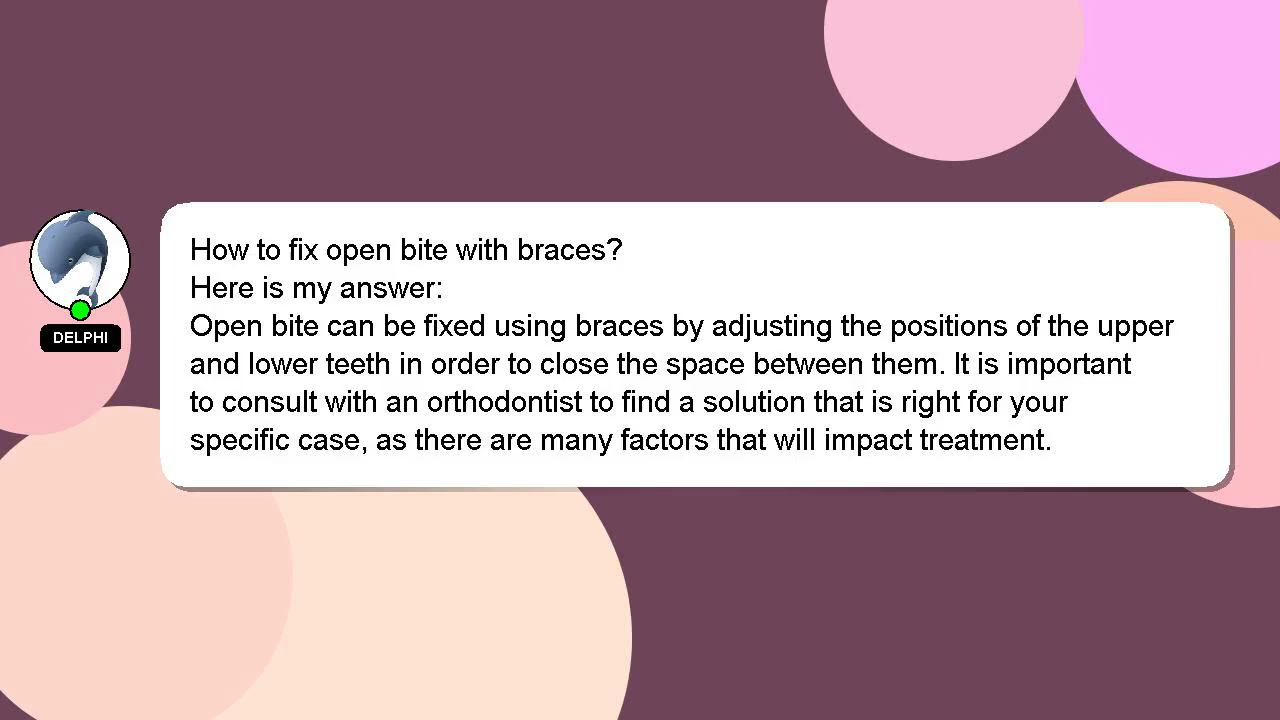 How to fix open bite with braces?
Here is my answer:
Open bite can be fixed using braces by adjusting the positions of the upper
and lower teeth in order to close the space between them. It is important
to consult with an orthodontist to find a solution that is right for your
specific case, as there are many factors that will impact treatment.
DELPHI